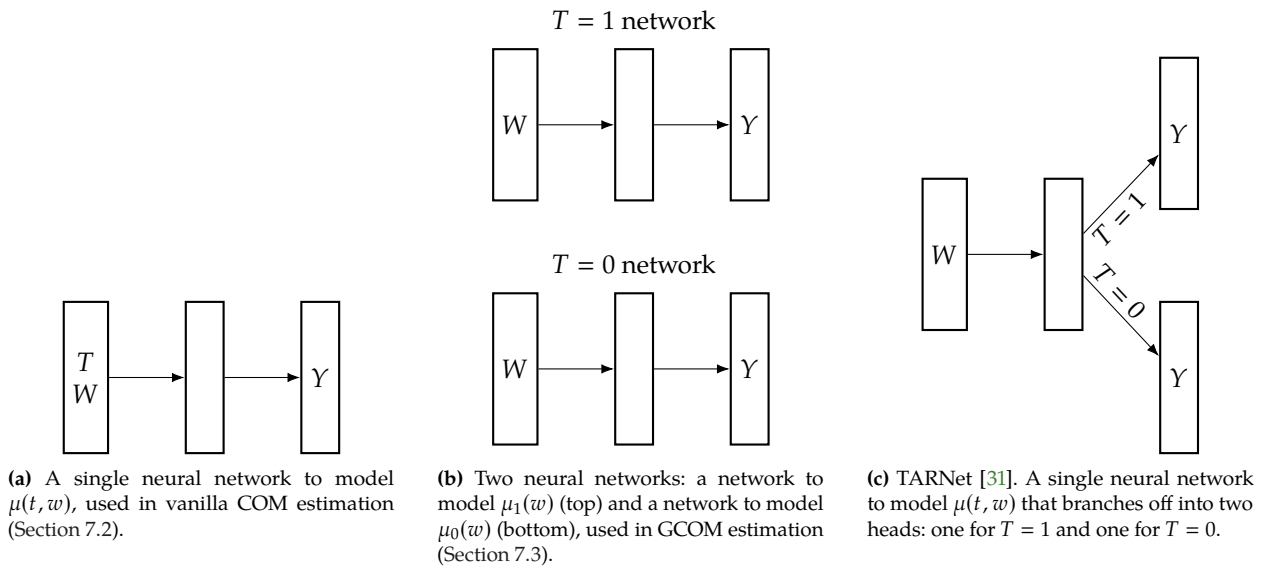 T
W
Y
(a) A single neural network to model
μ(t, w), used in vanilla COM estimation
(Section 7.2).
T = 1 network
W
Y
T = 0 network
W
Y
(b) Two neural networks: a network to
model μ₁(w) (top) and a network to model
μ₀(w) (bottom), used in GCOM estimation
(Section 7.3).
W
T = 1
T = 0
Y
Y
(c) TARNet [31]. A single neural network
to model μ(t, w) that branches off into two
heads: one for T = 1 and one for T = 0.